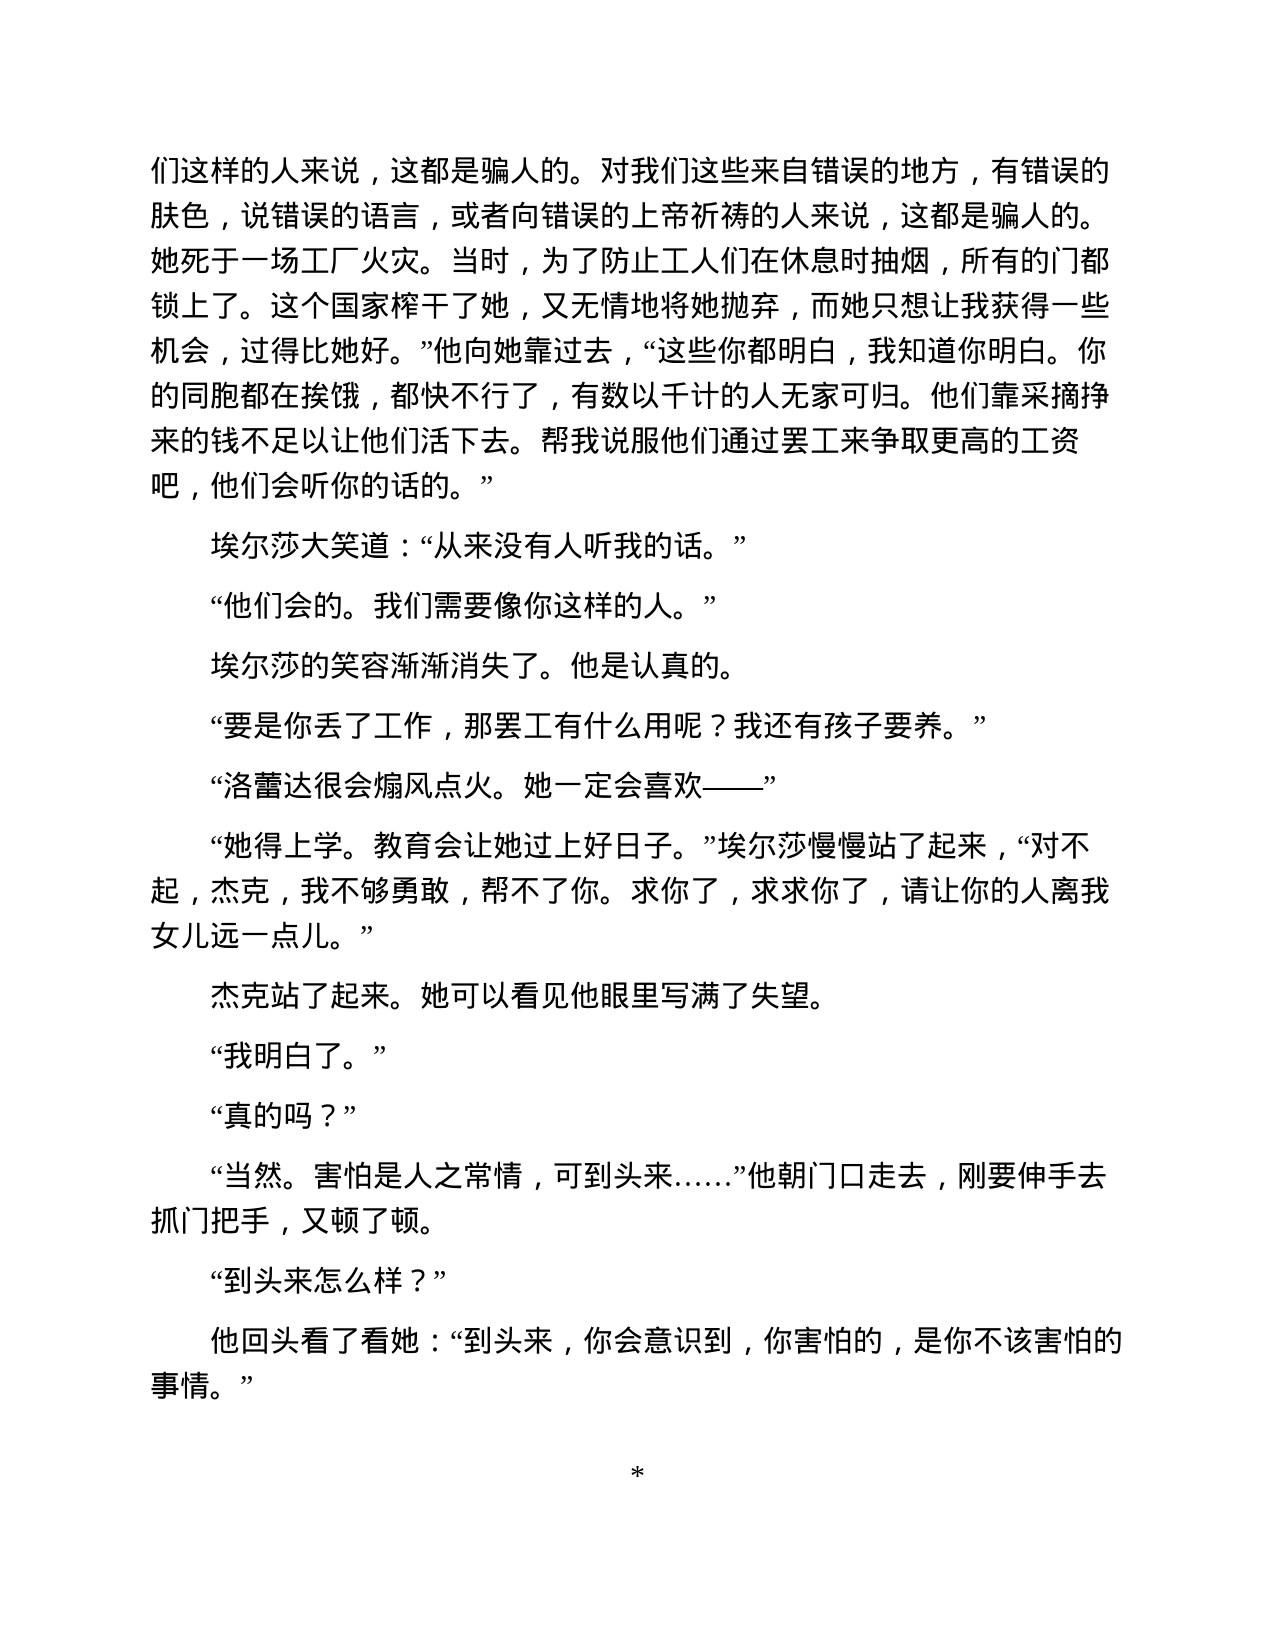 们这样的人来说，这都是骗人的。对我们这些来自错误的地方，有错误的
肤色，说错误的语言，或者向错误的上帝祈祷的人来说，这都是骗人的。
她死于一场工厂火灾。当时，为了防止工人们在休息时抽烟，所有的门都
锁上了。这个国家榨干了她，又无情地将她抛弃，而她只想让我获得一些
机会，过得比她好。”他向她靠过去，“这些你都明白，我知道你明白。你
的同胞都在挨饿，都快不行了，有数以千计的人无家可归。他们靠采摘挣
来的钱不足以让他们活下去。帮我说服他们通过罢工来争取更高的工资
吧，他们会听你的话的。”
埃尔莎大笑道：“从来没有人听我的话。”
“他们会的。我们需要像你这样的人。”
埃尔莎的笑容渐渐消失了。他是认真的。
“要是你丢了工作，那罢工有什么用呢？我还有孩子要养。”
“洛蕾达很会煽风点火。她一定会喜欢——”
“她得上学。教育会让她过上好日子。”埃尔莎慢慢站了起来，“对不
起，杰克，我不够勇敢，帮不了你。求你了，求求你了，请让你的人离我
女儿远一点儿。”
杰克站了起来。她可以看见他眼里写满了失望。
“我明白了。”
“真的吗？”
“当然。害怕是人之常情，可到头来……”他朝门口走去，刚要伸手去
抓门把手，又顿了顿。
“到头来怎么样？”
他回头看了看她：“到头来，你会意识到，你害怕的，是你不该害怕的
事情。”
*